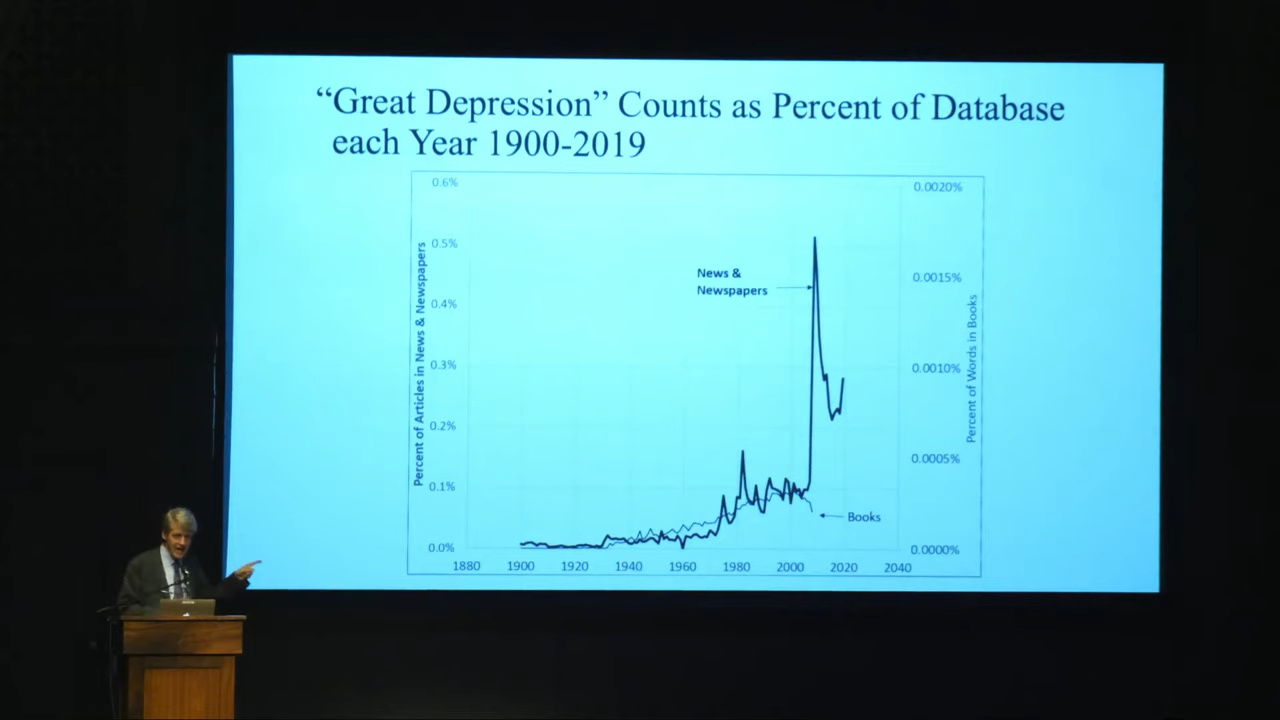 “Great Depression” Counts as Percent of Database
each Year 1900-2019
0.6%
0.5%
0.4%
0.3%
0.2%
0.1%
0.0%
Percent of Articles in News & Newspapers
News &
Newspapers
Books
0.0020%
0.0015%
0.0010%
0.0005%
0.0000%
Percent of Words in Books
1880 1900 1920 1940 1960 1980 2000 2020 2040